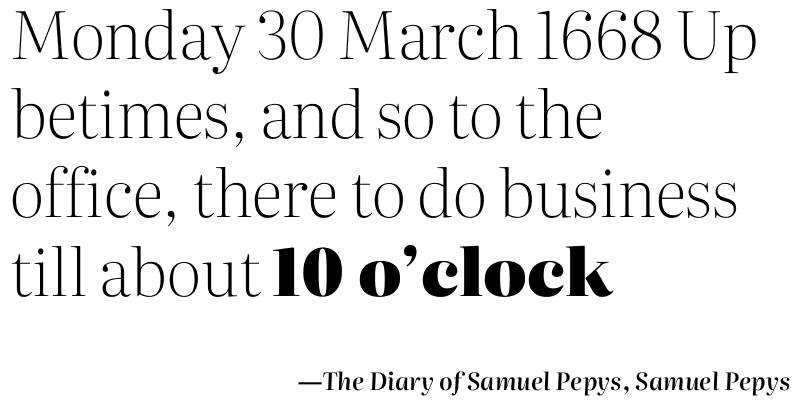 Monday 30 March 1668 Up
betimes, and so to the
office, there to do business
till about 10 o’clock
—The Diary of Samuel Pepys, Samuel Pepys